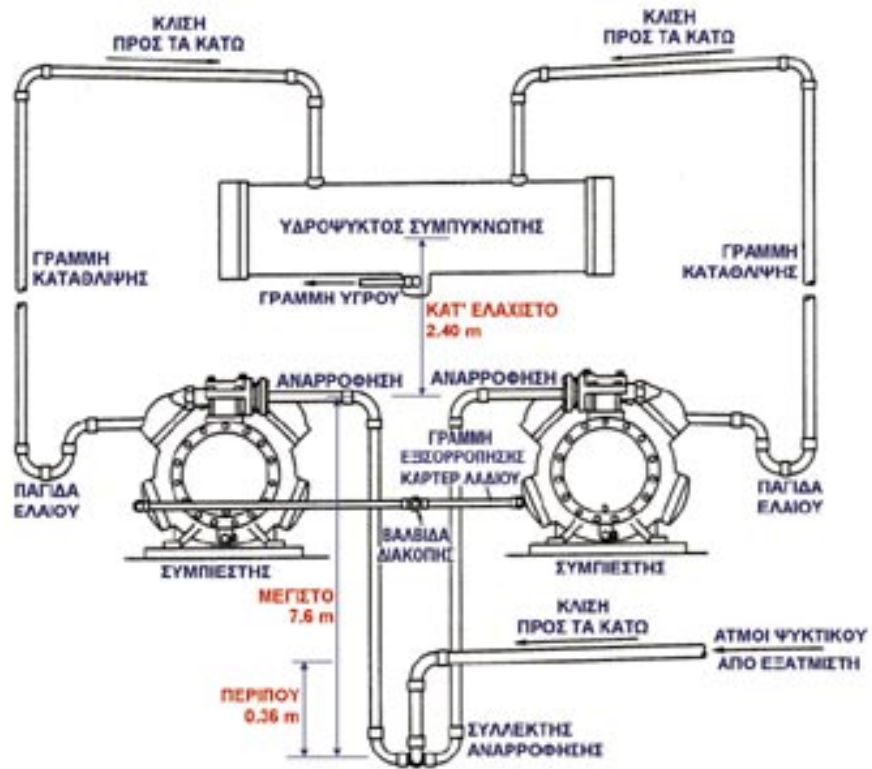 ΚΛΙΣΗ
ΠΡΟΣ ΤΑ ΚΑΤΩ
ΚΛΙΣΗ
ΠΡΟΣ ΤΑ ΚΑΤΩ
ΥΔΡΟΨΥΚΤΟΣ ΣΥΜΠΥΚΝΩΤΗΣ
ΓΡΑΜΜΗ
ΚΑΤΑΘΛΙΨΗΣ
ΓΡΑΜΜΗ
ΚΑΤΑΘΛΙΨΗΣ
ΓΡΑΜΜΗ ΥΓΡΟΥ
ΚΑΤ' ΕΛΑΧΙΣΤΟ
2.40 m
ΑΝΑΡΡΟΦΗΣΗ
ΑΝΑΡΡΟΦΗΣΗ
ΓΡΑΜΜΗ
ΕΞΙΣΟΡΡΟΠΗΣΗΣ
ΚΑΡΤΕΡ ΛΑΔΙΟΥ
ΠΑΓΙΔΑ
ΕΛΑΙΟΥ
ΠΑΓΙΔΑ
ΕΛΑΙΟΥ
ΒΑΛΒΙΔΑ
ΔΙΑΚΟΠΗΣ
ΣΥΜΠΙΕΣΤΗΣ
ΣΥΜΠΙΕΣΤΗΣ
ΜΕΓΙΣΤΟ
7.6 m
ΚΛΙΣΗ
ΠΡΟΣ ΤΑ ΚΑΤΩ
ΑΤΜΟΙ ΨΥΚΤΙΚΟΥ
ΑΠΟ ΕΞΑΤΜΙΣΤΗ
ΠΕΡΙΠΟΥ
0.36 m
ΣΥΛΛΕΚΤΗΣ
ΑΝΑΡΡΟΦΗΣΗΣ